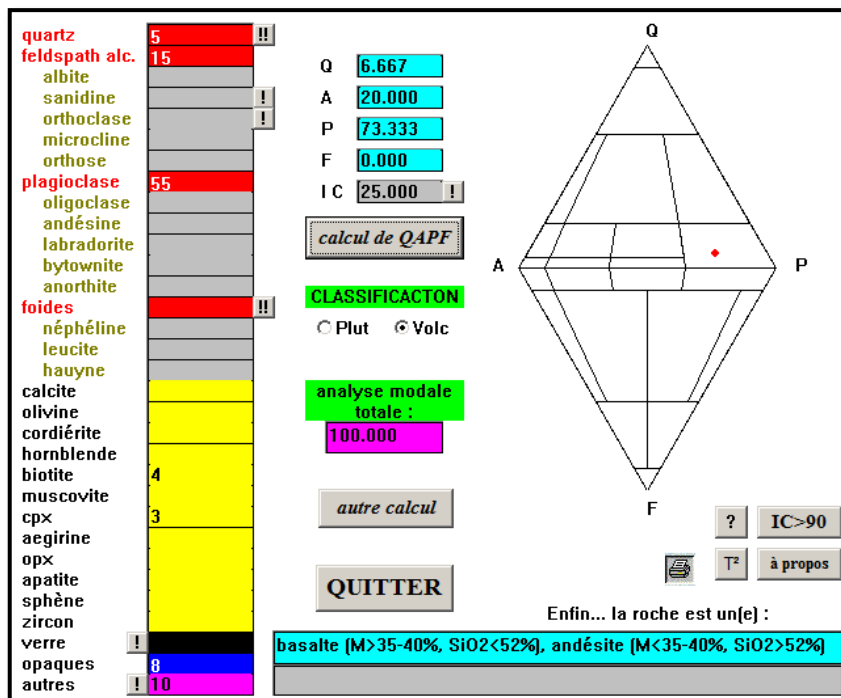 quartz 5 !!
feldspath alc. 15
albite
sanidine !
orthoclase !
microcline
orthose
plagioclase 55
oligoclase
andésine
labradorite
bytownite
anorthite
foides !!
néphéline
leucite
hauyne
calcite
olivine
cordiérite
hornblende
biotite 4
muscovite
cpx 3
aegirine
opx
apatite
sphène
zircon
verre !
opaques 8
autres ! 10
Q 6.667
A 20.000
P 73.333
F 0.000
I C 25.000 !
calcul de QAPF
CLASSIFICACTON
Plut Volc
analyse modale
totale :
100.000
autre calcul
QUITTER
Q
A P
F
? IC>90
T² à propos
Enfin... la roche est un(e) :
basalte (M>35-40%, SiO2<52%), andésite (M<35-40%, SiO2>52%)